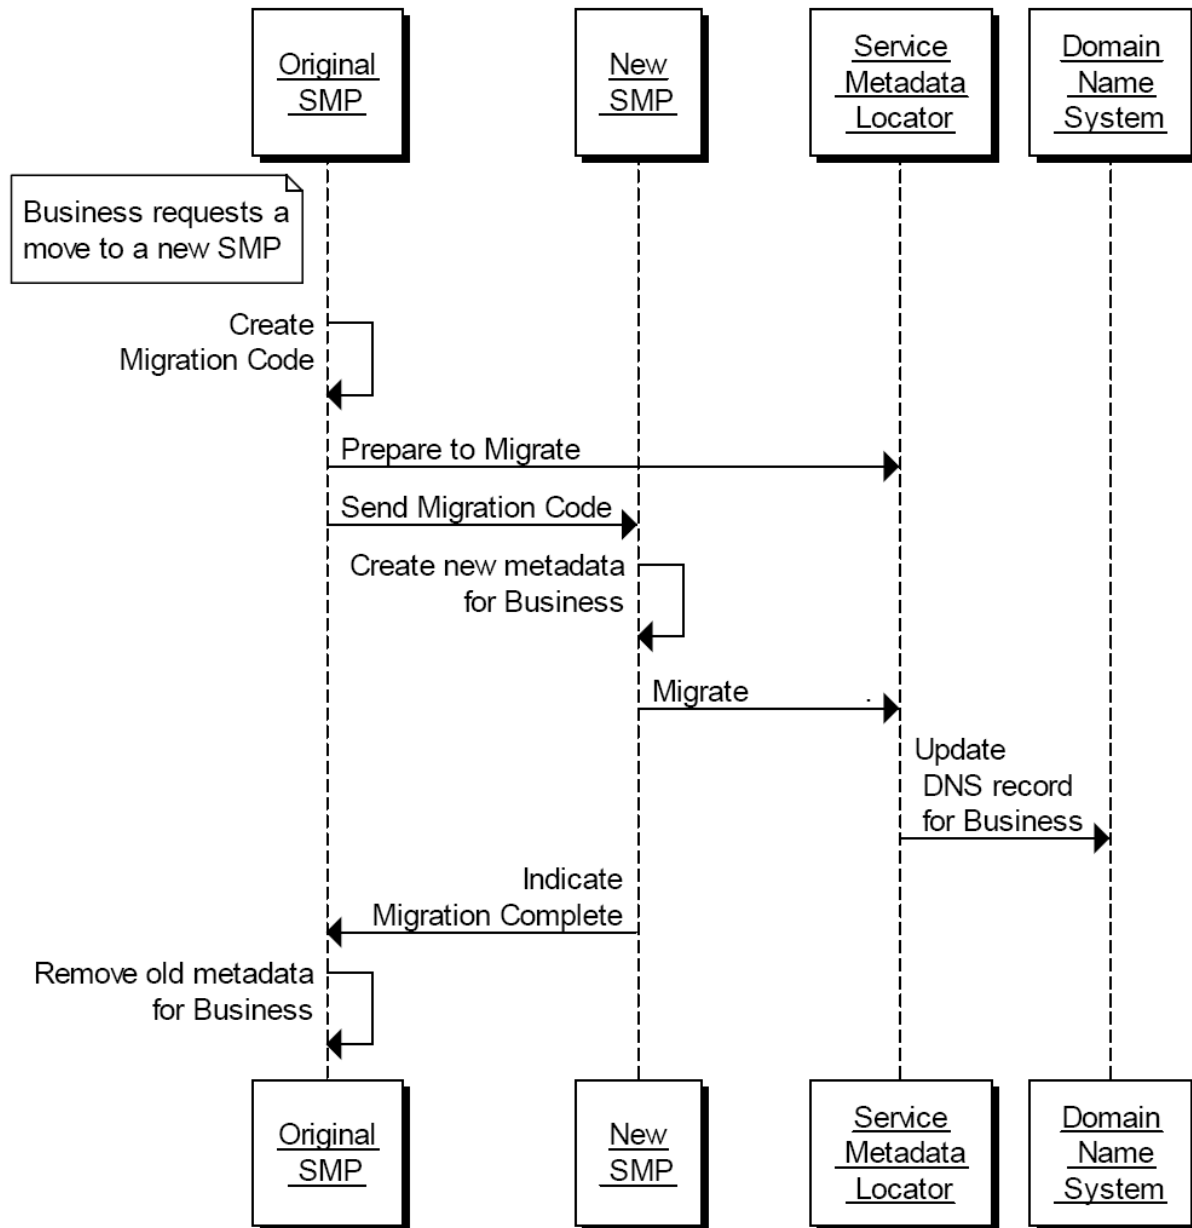 Original
SMP
New
SMP
Service
Metadata
Locator
Domain
Name
System
Business requests a
move to a new SMP
Create
Migration Code
Prepare to Migrate
Send Migration Code
Create new metadata
for Business
Migrate
Update
DNS record
for Business
Indicate
Migration Complete
Remove old metadata
for Business
Original
SMP
New
SMP
Service
Metadata
Locator
Domain
Name
System